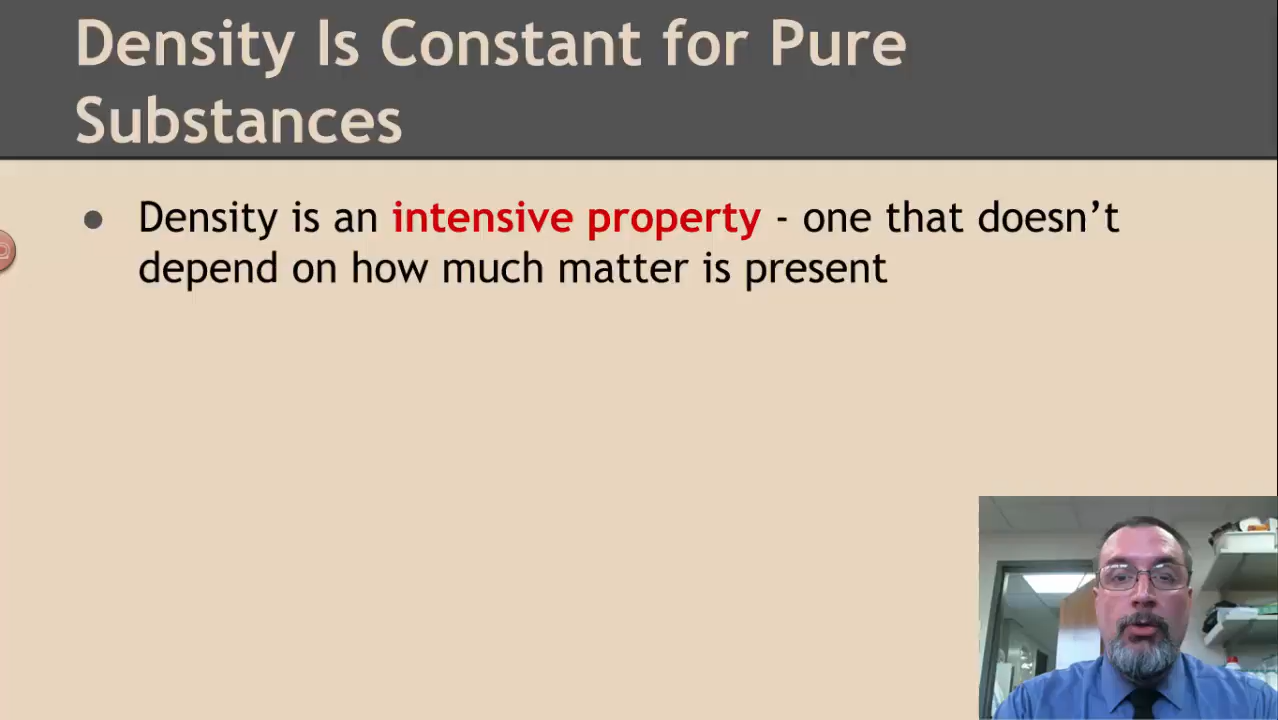 Density Is Constant for Pure
Substances
● Density is an intensive property - one that doesn’t
depend on how much matter is present